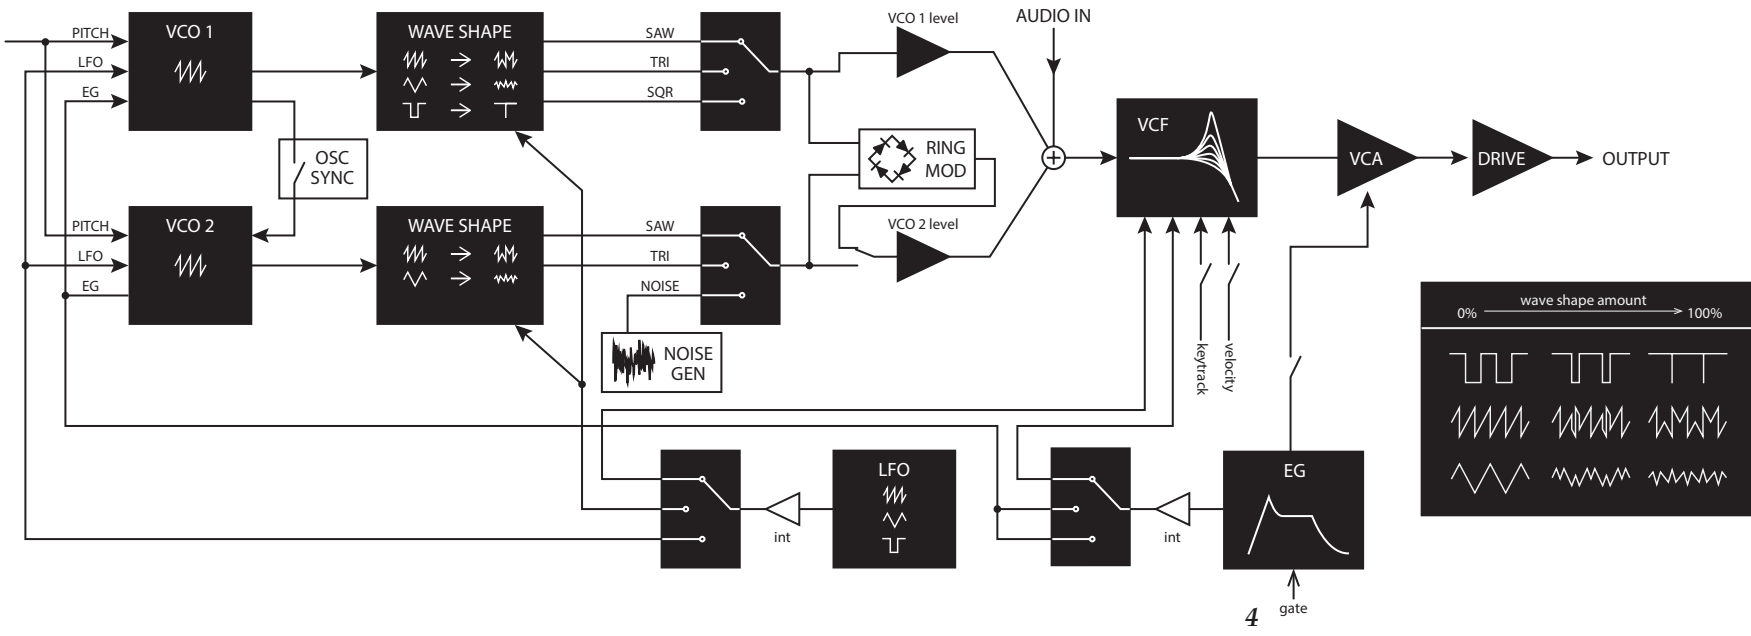 AUDIO IN
PITCH
LFO
EG
VCO 1
WAVE SHAPE
SAW
TRI
SQR
VCO 1 level
OSC
SYNC
RING
MOD
VCF
VCA
DRIVE
OUTPUT
PITCH
LFO
EG
VCO 2
WAVE SHAPE
SAW
TRI
NOISE
VCO 2 level
NOISE
GEN
keytrack
velocity
wave shape amount
0%
100%
int
LFO
int
EG
gate
4